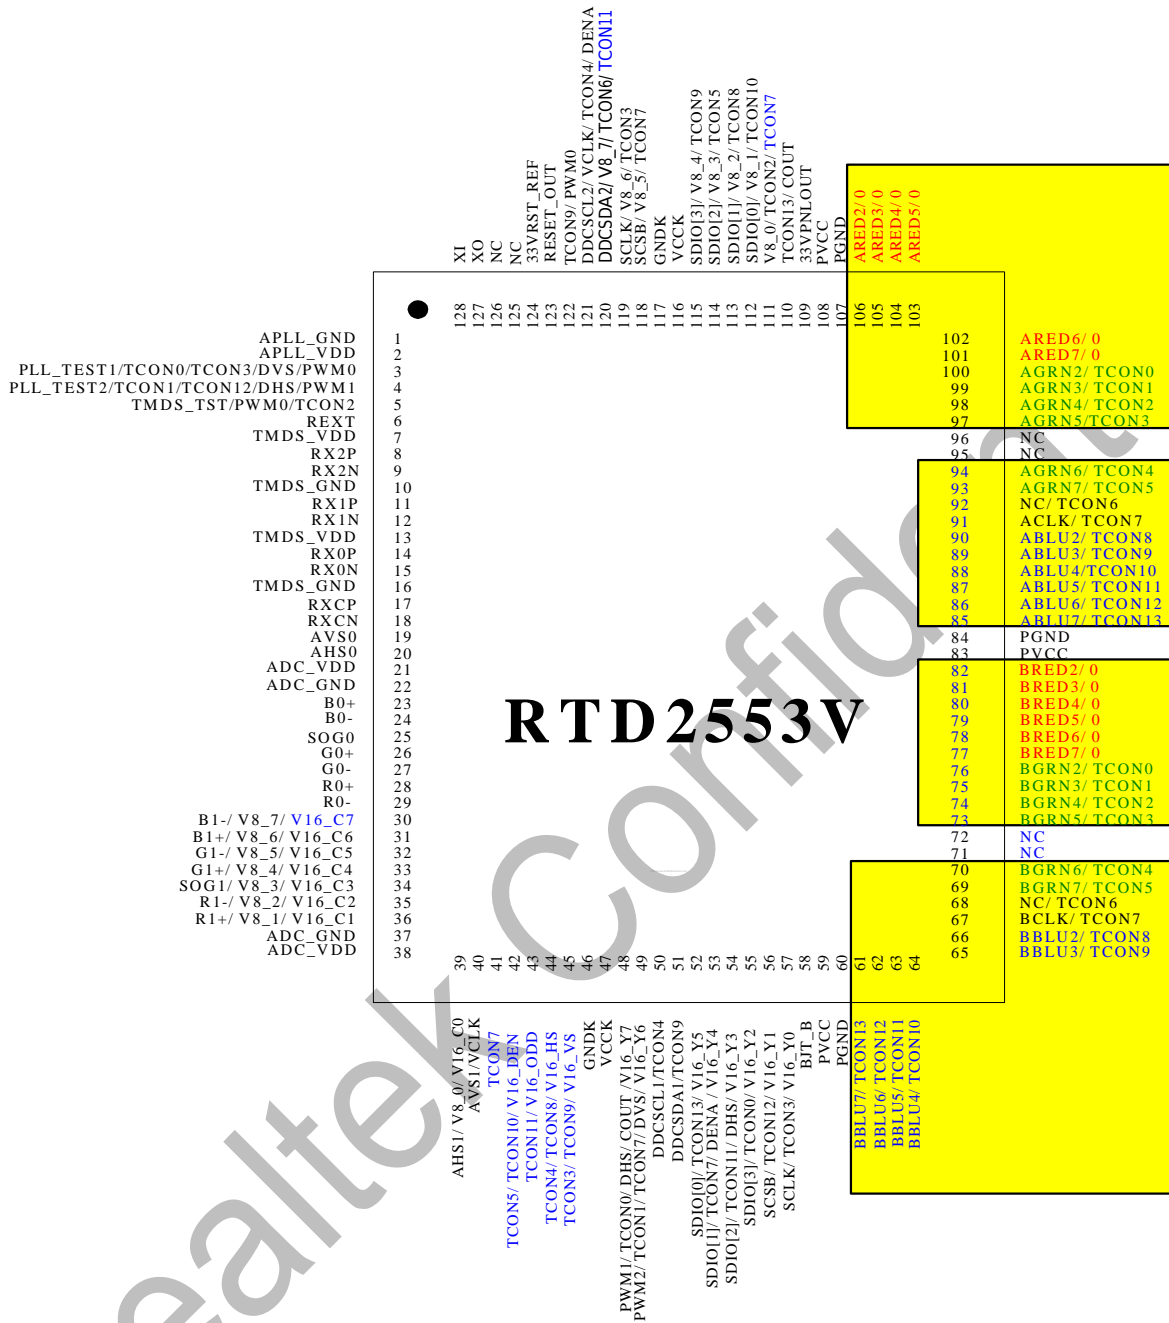 XI
XO
NC
NC
33VRST_REF
RESET_OUT
TCON9/ PWM0
DDCSCL2/ VCLK/ TCON4/ DENA
DDCSDA2/ V8_7/ TCON6/ TCON11
SCLK/ V8_6/ TCON3
SCSB/ V8_5/ TCON7
GNDK
VCCK
SDIO[3]/ V8_4/ TCON9
SDIO[2]/ V8_3/ TCON5
SDIO[1]/ V8_2/ TCON8
SDIO[0]/ V8_1/ TCON10
V8_0/ TCON2/ TCON7
TCON13/ COUT
33VPNLOUT
PVCC
PGND
ARED2/ 0
ARED3/ 0
ARED4/ 0
ARED5/ 0
128
127
126
125
124
123
122
121
120
119
118
117
116
115
114
113
112
111
110
109
108
107
106
105
104
103
APLL_GND 1
APLL_VDD 2
PLL_TEST1/TCON0/TCON3/DVS/PWM0 3
PLL_TEST2/TCON1/TCON12/DHS/PWM1 4
TMDS_TST/PWM0/TCON2 5
REXT 6
TMDS_VDD 7
RX2P 8
RX2N 9
TMDS_GND 10
RX1P 11
RX1N 12
TMDS_VDD 13
RX0P 14
RX0N 15
TMDS_GND 16
RXCP 17
RXCN 18
AVS0 19
AHS0 20
ADC_VDD 21
ADC_GND 22
B0+ 23
B0- 24
SOG0 25
G0+ 26
G0- 27
R0+ 28
R0- 29
B1-/ V8_7/ V16_C7 30
B1+/ V8_6/ V16_C6 31
G1-/ V8_5/ V16_C5 32
G1+/ V8_4/ V16_C4 33
SOG1/ V8_3/ V16_C3 34
R1-/ V8_2/ V16_C2 35
R1+/ V8_1/ V16_C1 36
ADC_GND 37
ADC_VDD 38
RTD2553V
102 ARED6/ 0
101 ARED7/ 0
100 AGRN2/ TCON0
99 AGRN3/ TCON1
98 AGRN4/ TCON2
97 AGRN5/TCON3
96 NC
95 NC
94 AGRN6/ TCON4
93 AGRN7/ TCON5
92 NC/ TCON6
91 ACLK/ TCON7
90 ABLU2/ TCON8
89 ABLU3/ TCON9
88 ABLU4/TCON10
87 ABLU5/ TCON11
86 ABLU6/ TCON12
85 ABLU7/ TCON13
84 PGND
83 PVCC
82 BRED2/ 0
81 BRED3/ 0
80 BRED4/ 0
79 BRED5/ 0
78 BRED6/ 0
77 BRED7/ 0
76 BGRN2/ TCON0
75 BGRN3/ TCON1
74 BGRN4/ TCON2
73 BGRN5/ TCON3
72 NC
71 NC
70 BGRN6/ TCON4
69 BGRN7/ TCON5
68 NC/ TCON6
67 BCLK/ TCON7
66 BBLU2/ TCON8
65 BBLU3/ TCON9
39
40
41
42
43
44
45
46
47
48
49
50
51
52
53
54
55
56
57
58
59
60
61
62
63
64
AHS1/ V8_0/ V16_C0
AVS1/VCLK
TCON7
TCON5/ TCON10/ V16_DEN
TCON11/ V16_ODD
TCON4/ TCON8/ V16_HS
TCON3/ TCON9/ V16_VS
GNDK
VCCK
PWM1/ TCON0/ DHS/ COUT /V16_Y7
PWM2/ TCON1/ TCON7/ DVS/ V16_Y6
DDCSCL1/TCON4
DDCSDA1/TCON9
SDIO[0]/ TCON13/ V16_Y5
SDIO[1]/ TCON7/ DENA / V16_Y4
SDIO[2]/ TCON11/ DHS/ V16_Y3
SDIO[3]/ TCON0/ V16_Y2
SCSB/ TCON12/ V16_Y1
SCLK/ TCON3/ V16_Y0
BJT_B
PVCC
PGND
BBLU7/ TCON13
BBLU6/ TCON12
BBLU5/ TCON11
BBLU4/ TCON10
ealtek Confident